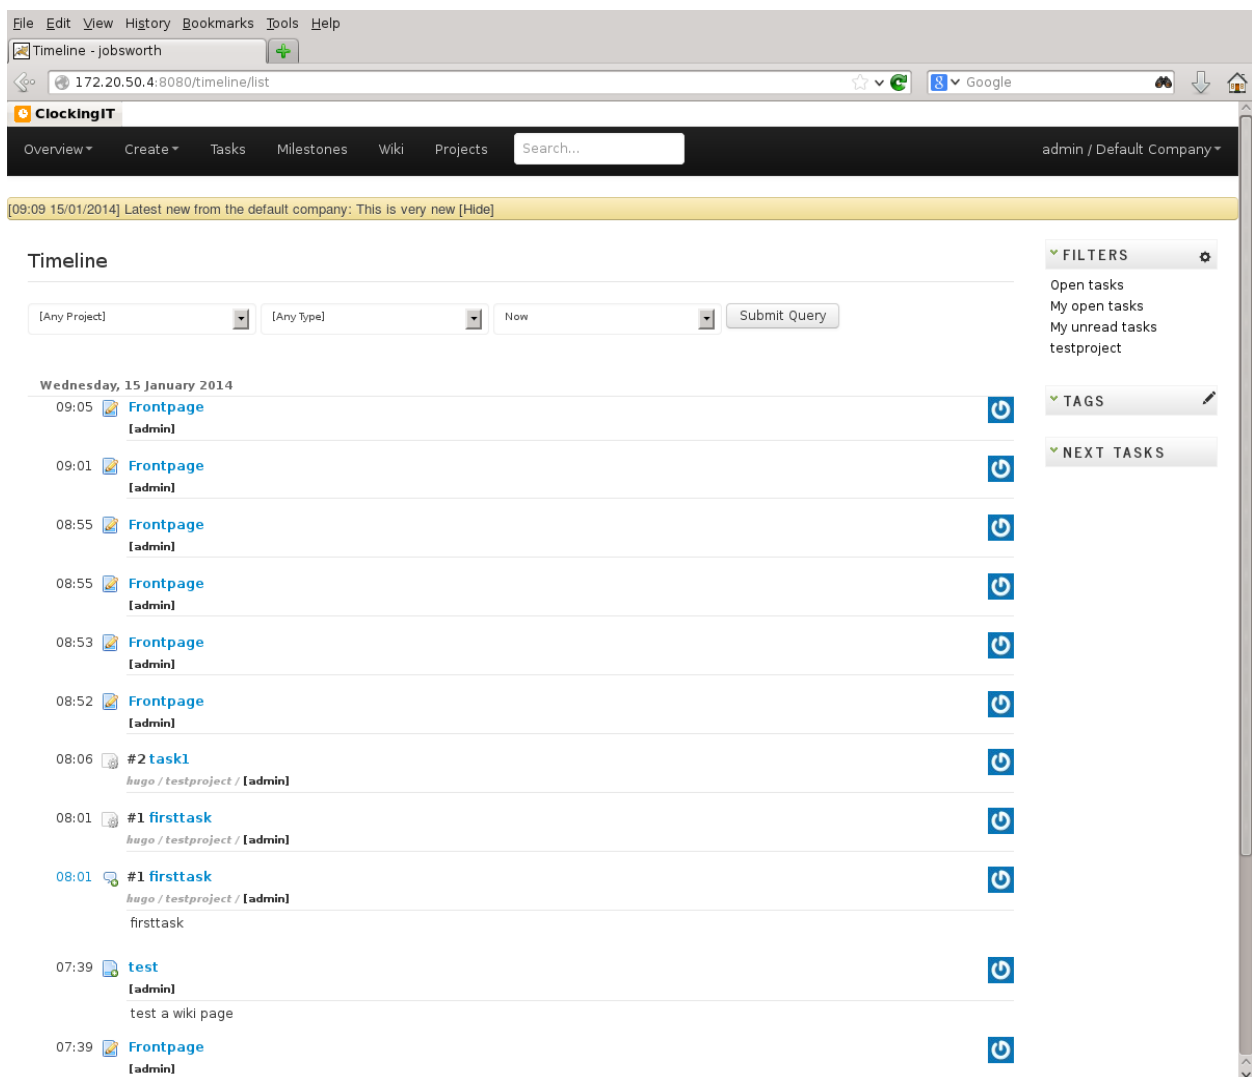 File Edit View History Bookmarks Tools Help
Timeline - jobsworth
172.20.50.4:8080/timeline/list
Google
ClockingIT
Overview Create Tasks Milestones Wiki Projects Search... admin / Default Company
[09:09 15/01/2014] Latest new from the default company: This is very new [Hide]
Timeline
[Any Project] [Any Type] Now Submit Query
Wednesday, 15 January 2014
09:05 Frontpage
[admin]
09:01 Frontpage
[admin]
08:55 Frontpage
[admin]
08:55 Frontpage
[admin]
08:53 Frontpage
[admin]
08:52 Frontpage
[admin]
08:06 #2 task1
hugo / testproject / [admin]
08:01 #1 firsttask
hugo / testproject / [admin]
08:01 #1 firsttask
hugo / testproject / [admin]
firsttask
07:39 test
[admin]
test a wiki page
07:39 Frontpage
[admin]
FILTERS
Open tasks
My open tasks
My unread tasks
testproject
TAGS
NEXT TASKS